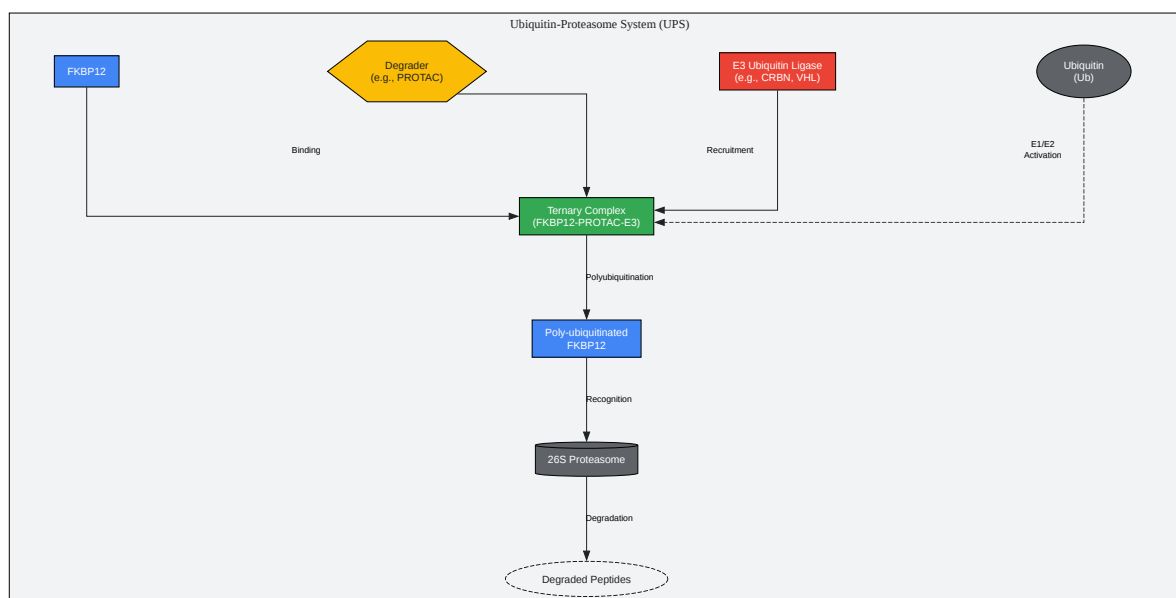 Ubiquitin-Proteasome System (UPS)
FKBP12
Degrader
(e.g., PROTAC)
E3 Ubiquitin Ligase
(e.g., CRBN, VHL)
Ubiquitin
(Ub)
Binding
Recruitment
E1/E2
Activation
Ternary Complex
(FKBP12-PROTAC-E3)
Polyubiquitination
Poly-ubiquitinated
FKBP12
Recognition
26S Proteasome
Degradation
Degraded Peptides